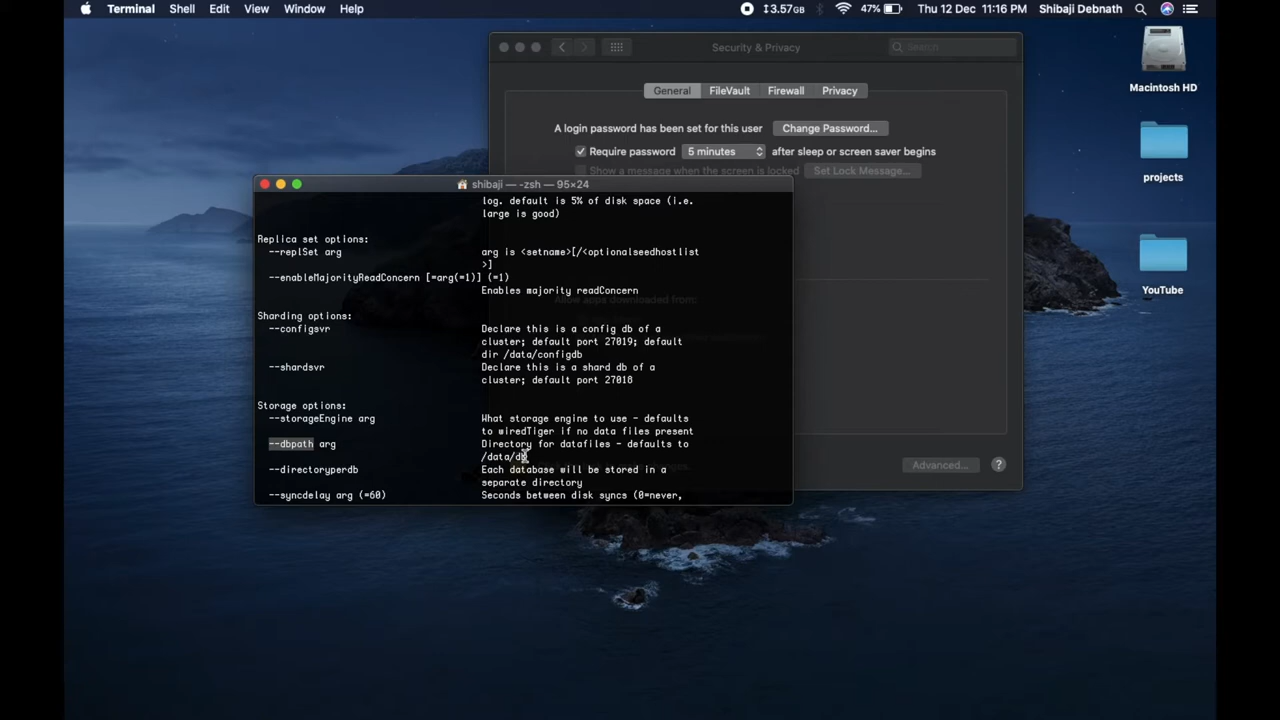 Terminal Shell Edit View Window Help 3.57GB 47% Thu 12 Dec 11:16 PM Shibaji Debnath
Security & Privacy Search
General FileVault Firewall Privacy
A login password has been set for this user Change Password...
Require password 5 minutes after sleep or screen saver begins
Show a message when the screen is locked Set Lock Message...
Allow apps downloaded from:
Advanced... ?
shibaji — -zsh — 95×24
log. default is 5% of disk space (i.e.
large is good)
Replica set options:
--replSet arg arg is <setname>[/<optionalseedhostlist
>]
--enableMajorityReadConcern [=arg(=1)] (=1)
Enables majority readConcern
Sharding options:
--configsvr Declare this is a config db of a
cluster; default port 27019; default
dir /data/configdb
--shardsvr Declare this is a shard db of a
cluster; default port 27018
Storage options:
--storageEngine arg What storage engine to use - defaults
to wiredTiger if no data files present
--dbpath arg Directory for datafiles - defaults to
/data/db
--directoryperdb Each database will be stored in a
separate directory
--syncdelay arg (=60) Seconds between disk syncs (0=never,
Macintosh HD
projects
YouTube